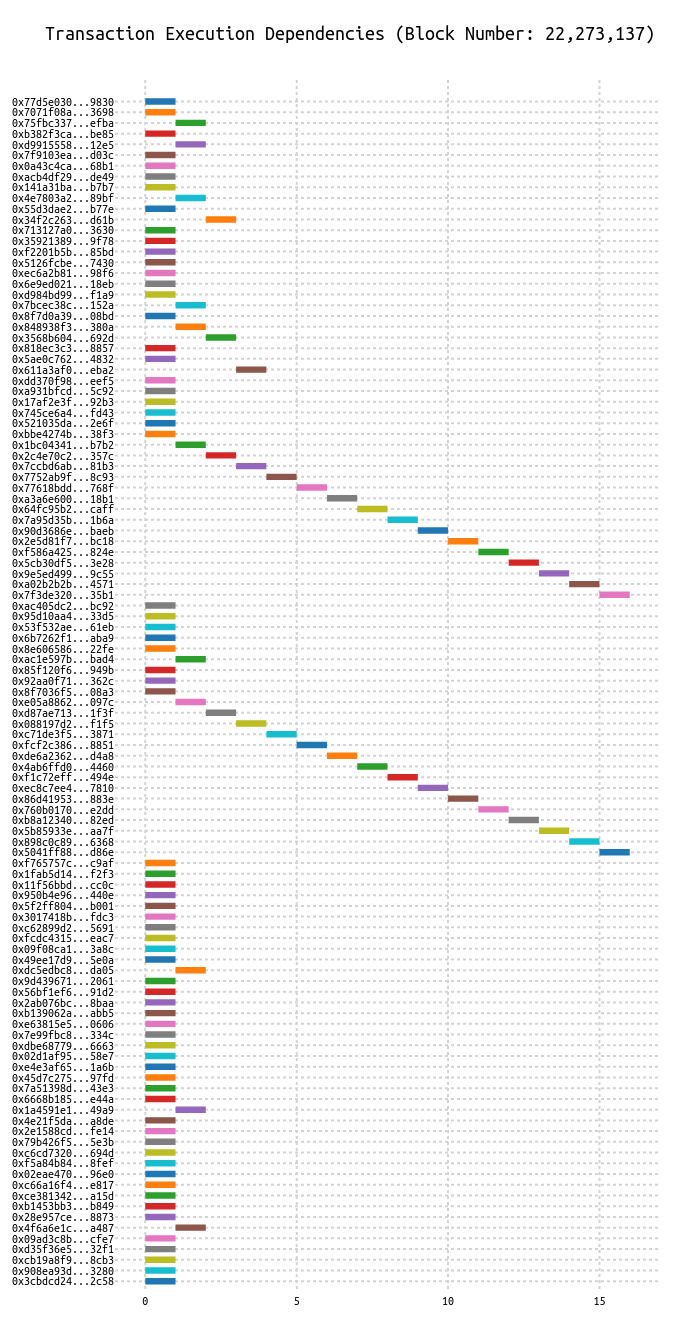 Transaction Execution Dependencies (Block Number: 22,273,137)
0x77d5e030...9830
0x7071f08a...3698
0x75fbc337...efba
0xb382f3ca...be85
0xd9915558...12e5
0x7f9103ea...d03c
0x0a43c4ca...68b1
0xacb4df29...de49
0x141a31ba...b7b7
0x4e7803a2...89bf
0x55d3dae2...b77e
0x34f2c263...d61b
0x713127a0...3630
0x35921389...9f78
0xf2201b5b...85bd
0x5126fcbe...7430
0xec6a2b81...98f6
0x6e9ed021...18eb
0xd984bd99...f1a9
0x7bcec38c...152a
0x8f7d0a39...08bd
0x848938f3...380a
0x3568b604...692d
0x818ec3c3...8857
0x5ae0c762...4832
0x611a3af0...eba2
0xdd370f98...eef5
0xa931bfcd...5c92
0x17af2e3f...92b3
0x745ce6a4...fd43
0x521035da...2e6f
0xbbe4274b...38f3
0x1bc04341...b7b2
0x2c4e70c2...357c
0x7ccbd6ab...81b3
0x7752ab9f...8c93
0x77618bdd...768f
0xa3a6e600...18b1
0x64fc95b2...caff
0x7a95d35b...1b6a
0x90d3686e...baeb
0x2e5d81f7...bc18
0xf586a425...824e
0x5cb30df5...3e28
0x9e5ed499...9c55
0xa02b2b2b...4571
0x7f3de320...35b1
0xac405dc2...bc92
0x95d10aa4...33d5
0x53f532ae...61eb
0x6b7262f1...aba9
0x8e606586...22fe
0xac1e597b...bad4
0x85f120f6...949b
0x92aa0f71...362c
0x8f7036f5...08a3
0xe05a8862...097c
0xd87ae713...1f3f
0x088197d2...f1f5
0xc71de3f5...3871
0xfcf2c386...8851
0xde6a2362...d4a8
0x4ab6ffd0...4460
0xf1c72eff...494e
0xec8c7ee4...7810
0x86d41953...883e
0x760b0170...e2dd
0xb8a12340...82ed
0x5b85933e...aa7f
0x898c0c89...6368
0x5041ff88...d86e
0xf765757c...c9af
0x1fab5d14...f2f3
0x11f56bbd...cc0c
0x950b4e96...440e
0x5f2ff804...b001
0x3017418b...fdc3
0xc62899d2...5691
0xfcdc4315...eac7
0x09f08ca1...3a8c
0x49ee17d9...5e0a
0xdc5edbc8...da05
0x9d439671...2061
0x56bf1ef6...91d2
0x2ab076bc...8baa
0xb139062a...abb5
0xe63815e5...0606
0x7e99fbc8...334c
0xdbe68779...6663
0x02d1af95...58e7
0xe4e3af65...1a6b
0x45d7c275...97fd
0x7a51398d...43e3
0x6668b185...e44a
0x1a4591e1...49a9
0x4e21f5da...a8de
0x2e1588cd...fe14
0x79b426f5...5e3b
0xc6cd7320...694d
0xf5a84b84...8fef
0x02eae470...96e0
0xc66a16f4...e817
0xce381342...a15d
0xb1453bb3...b849
0x28e957ce...8873
0x4f6a6e1c...a487
0x09ad3c8b...cfe7
0xd35f36e5...32f1
0xcb19a8f9...8cb3
0x908ea93d...3280
0x3cbdcd24...2c58
0 5 10 15